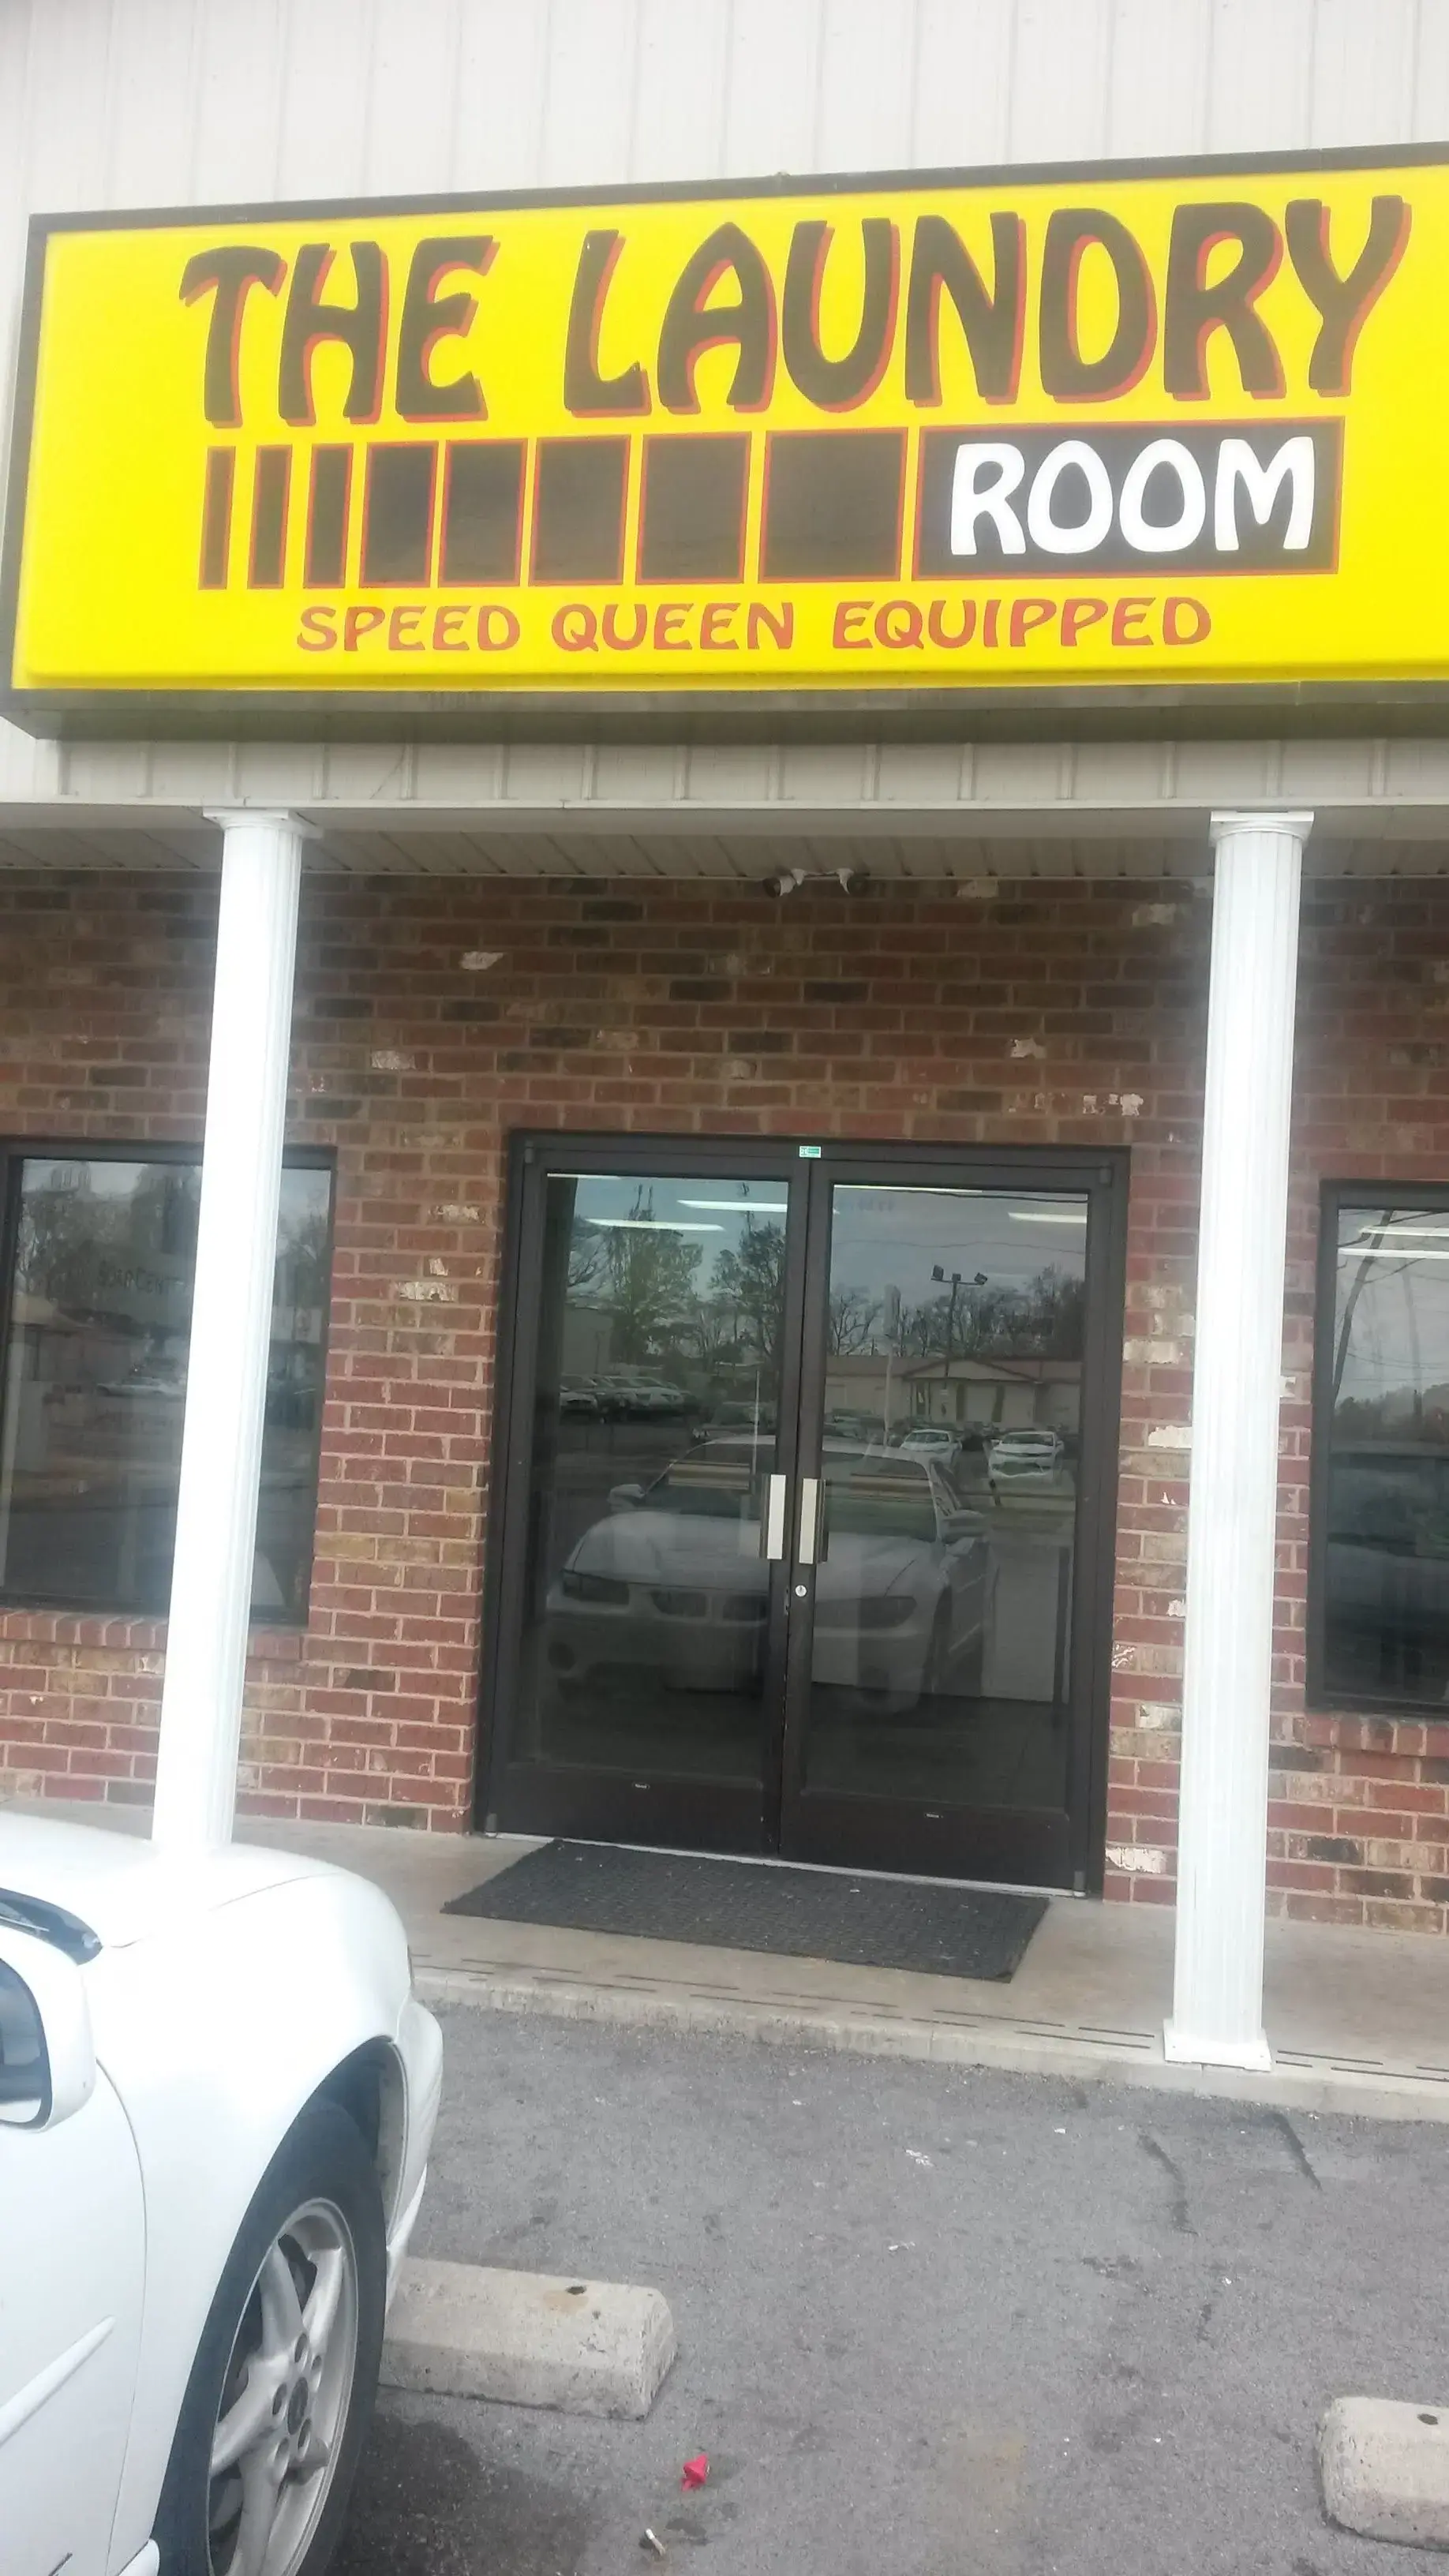 THE LAUNDRY
ROOM
SPEED QUEEN EQUIPPED